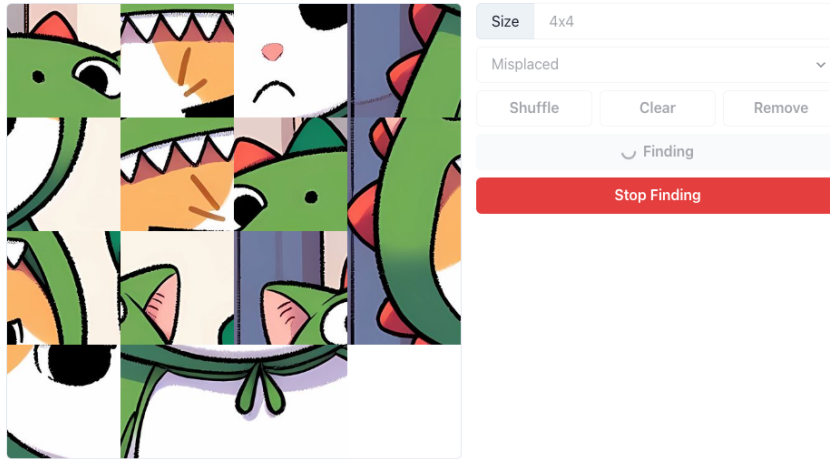 Size 4x4
Misplaced
Shuffle Clear Remove
Finding
Stop Finding